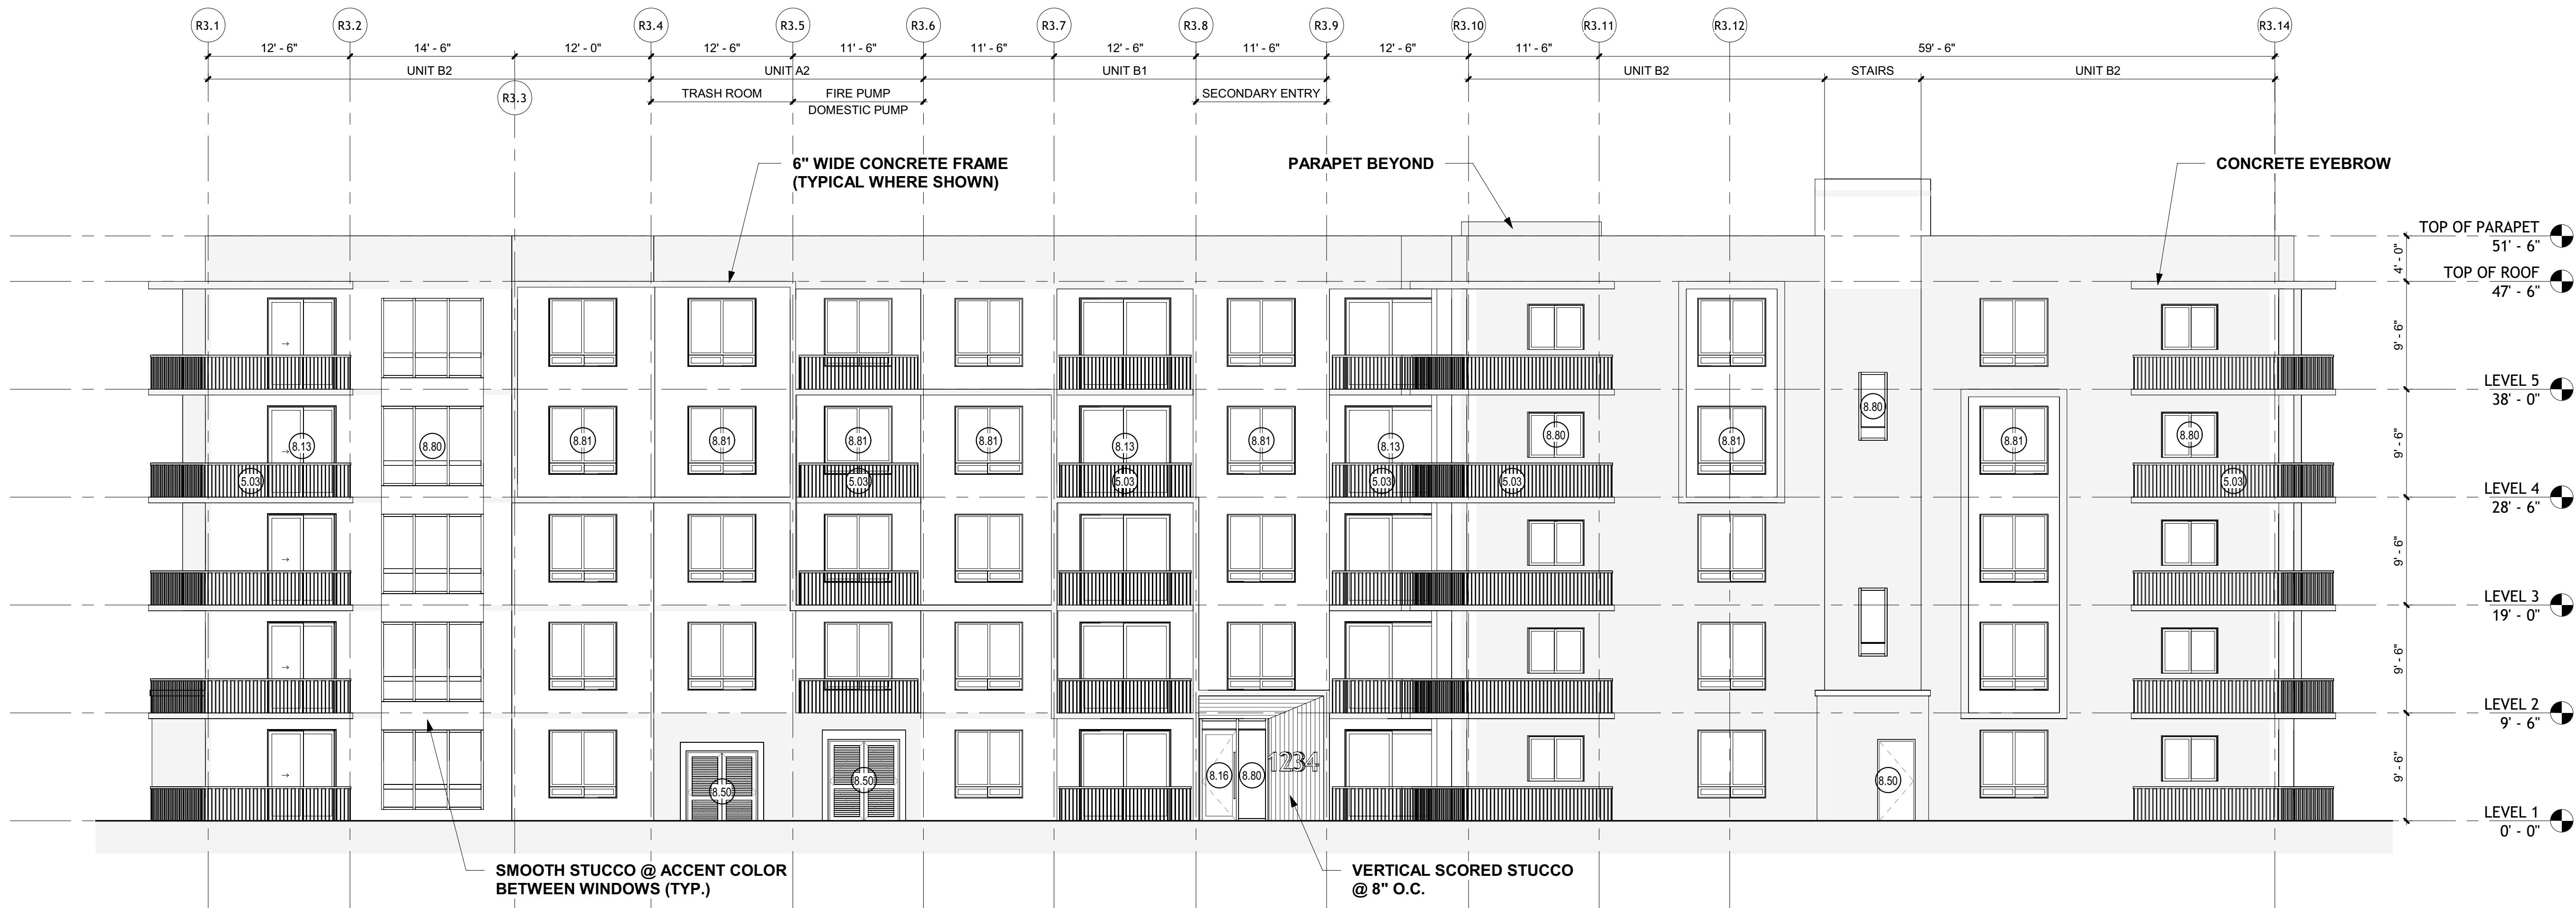 R3.1
R3.2
R3.4
R3.5
R3.6
R3.7
R3.8
R3.9
R3.10
R3.11
R3.12
R3.14
12' - 6"
14' - 6"
12' - 0"
12' - 6"
11' - 6"
11' - 6"
12' - 6"
11' - 6"
12' - 6"
11' - 6"
59' - 6"
UNIT B2
UNIT A2
UNIT B1
UNIT B2
STAIRS
UNIT B2
R3.3
TRASH ROOM
FIRE PUMP
SECONDARY ENTRY
DOMESTIC PUMP
6" WIDE CONCRETE FRAME
(TYPICAL WHERE SHOWN)
PARAPET BEYOND
CONCRETE EYEBROW
TOP OF PARAPET
51' - 6"
4' - 0"
TOP OF ROOF
47' - 6"
9' - 6"
LEVEL 5
38' - 0"
8.13
8.80
8.81
8.81
8.81
8.81
8.13
8.81
8.13
8.80
8.81
8.80
8.81
8.80
9' - 6"
5.03
5.03
5.03
5.03
5.03
5.03
LEVEL 4
28' - 6"
9' - 6"
LEVEL 3
19' - 0"
9' - 6"
LEVEL 2
9' - 6"
8.50
8.50
8.16
8.80
1234
8.50
9' - 6"
LEVEL 1
0' - 0"
SMOOTH STUCCO @ ACCENT COLOR
BETWEEN WINDOWS (TYP.)
VERTICAL SCORED STUCCO
@ 8" O.C.